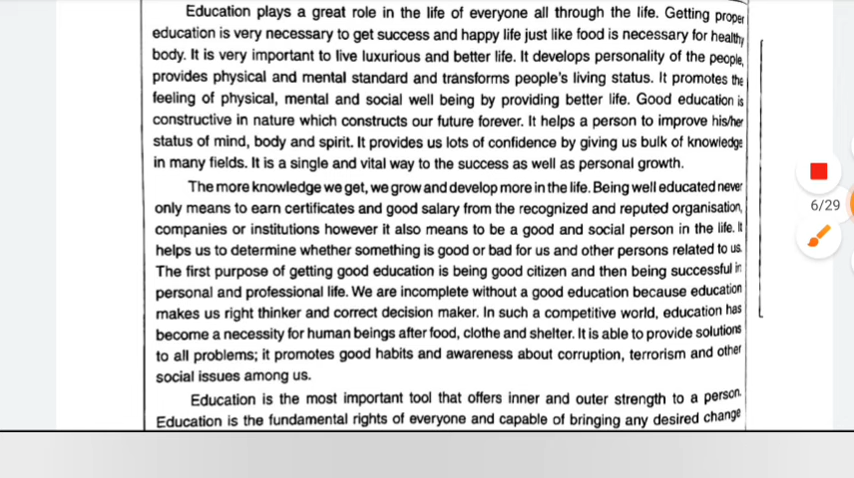 Education plays a great role in the life of everyone all through the life. Getting proper
education is very necessary to get success and happy life just like food is necessary for healthy
body. It is very important to live luxurious and better life. It develops personality of the people,
provides physical and mental standard and transforms people's living status. It promotes the
feeling of physical, mental and social well being by providing better life. Good education is
constructive in nature which constructs our future forever. It helps a person to improve his/her
status of mind, body and spirit. It provides us lots of confidence by giving us bulk of knowledge
in many fields. It is a single and vital way to the success as well as personal growth.
The more knowledge we get, we grow and develop more in the life. Being well educated never
only means to earn certificates and good salary from the recognized and reputed organisation,
companies or institutions however it also means to be a good and social person in the life. It
helps us to determine whether something is good or bad for us and other persons related to us.
The first purpose of getting good education is being good citizen and then being successful in
personal and professional life. We are incomplete without a good education because education
makes us right thinker and correct decision maker. In such a competitive world, education has
become a necessity for human beings after food, clothe and shelter. It is able to provide solutions
to all problems; it promotes good habits and awareness about corruption, terrorism and other
social issues among us.
Education is the most important tool that offers inner and outer strength to a person.
Education is the fundamental rights of everyone and capable of bringing any desired change
6/29